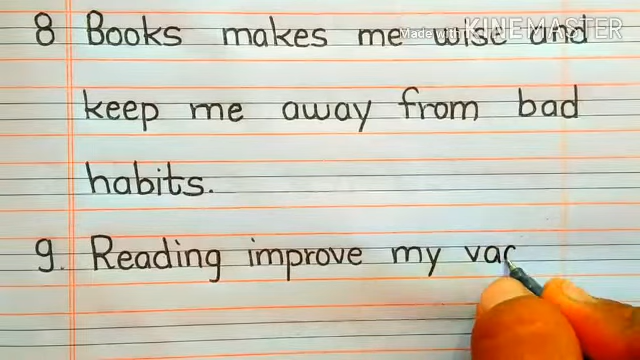 8 Books makes me wise and
keep me away from bad
habits.
9. Reading improve my vac
Made with KINEMASTER